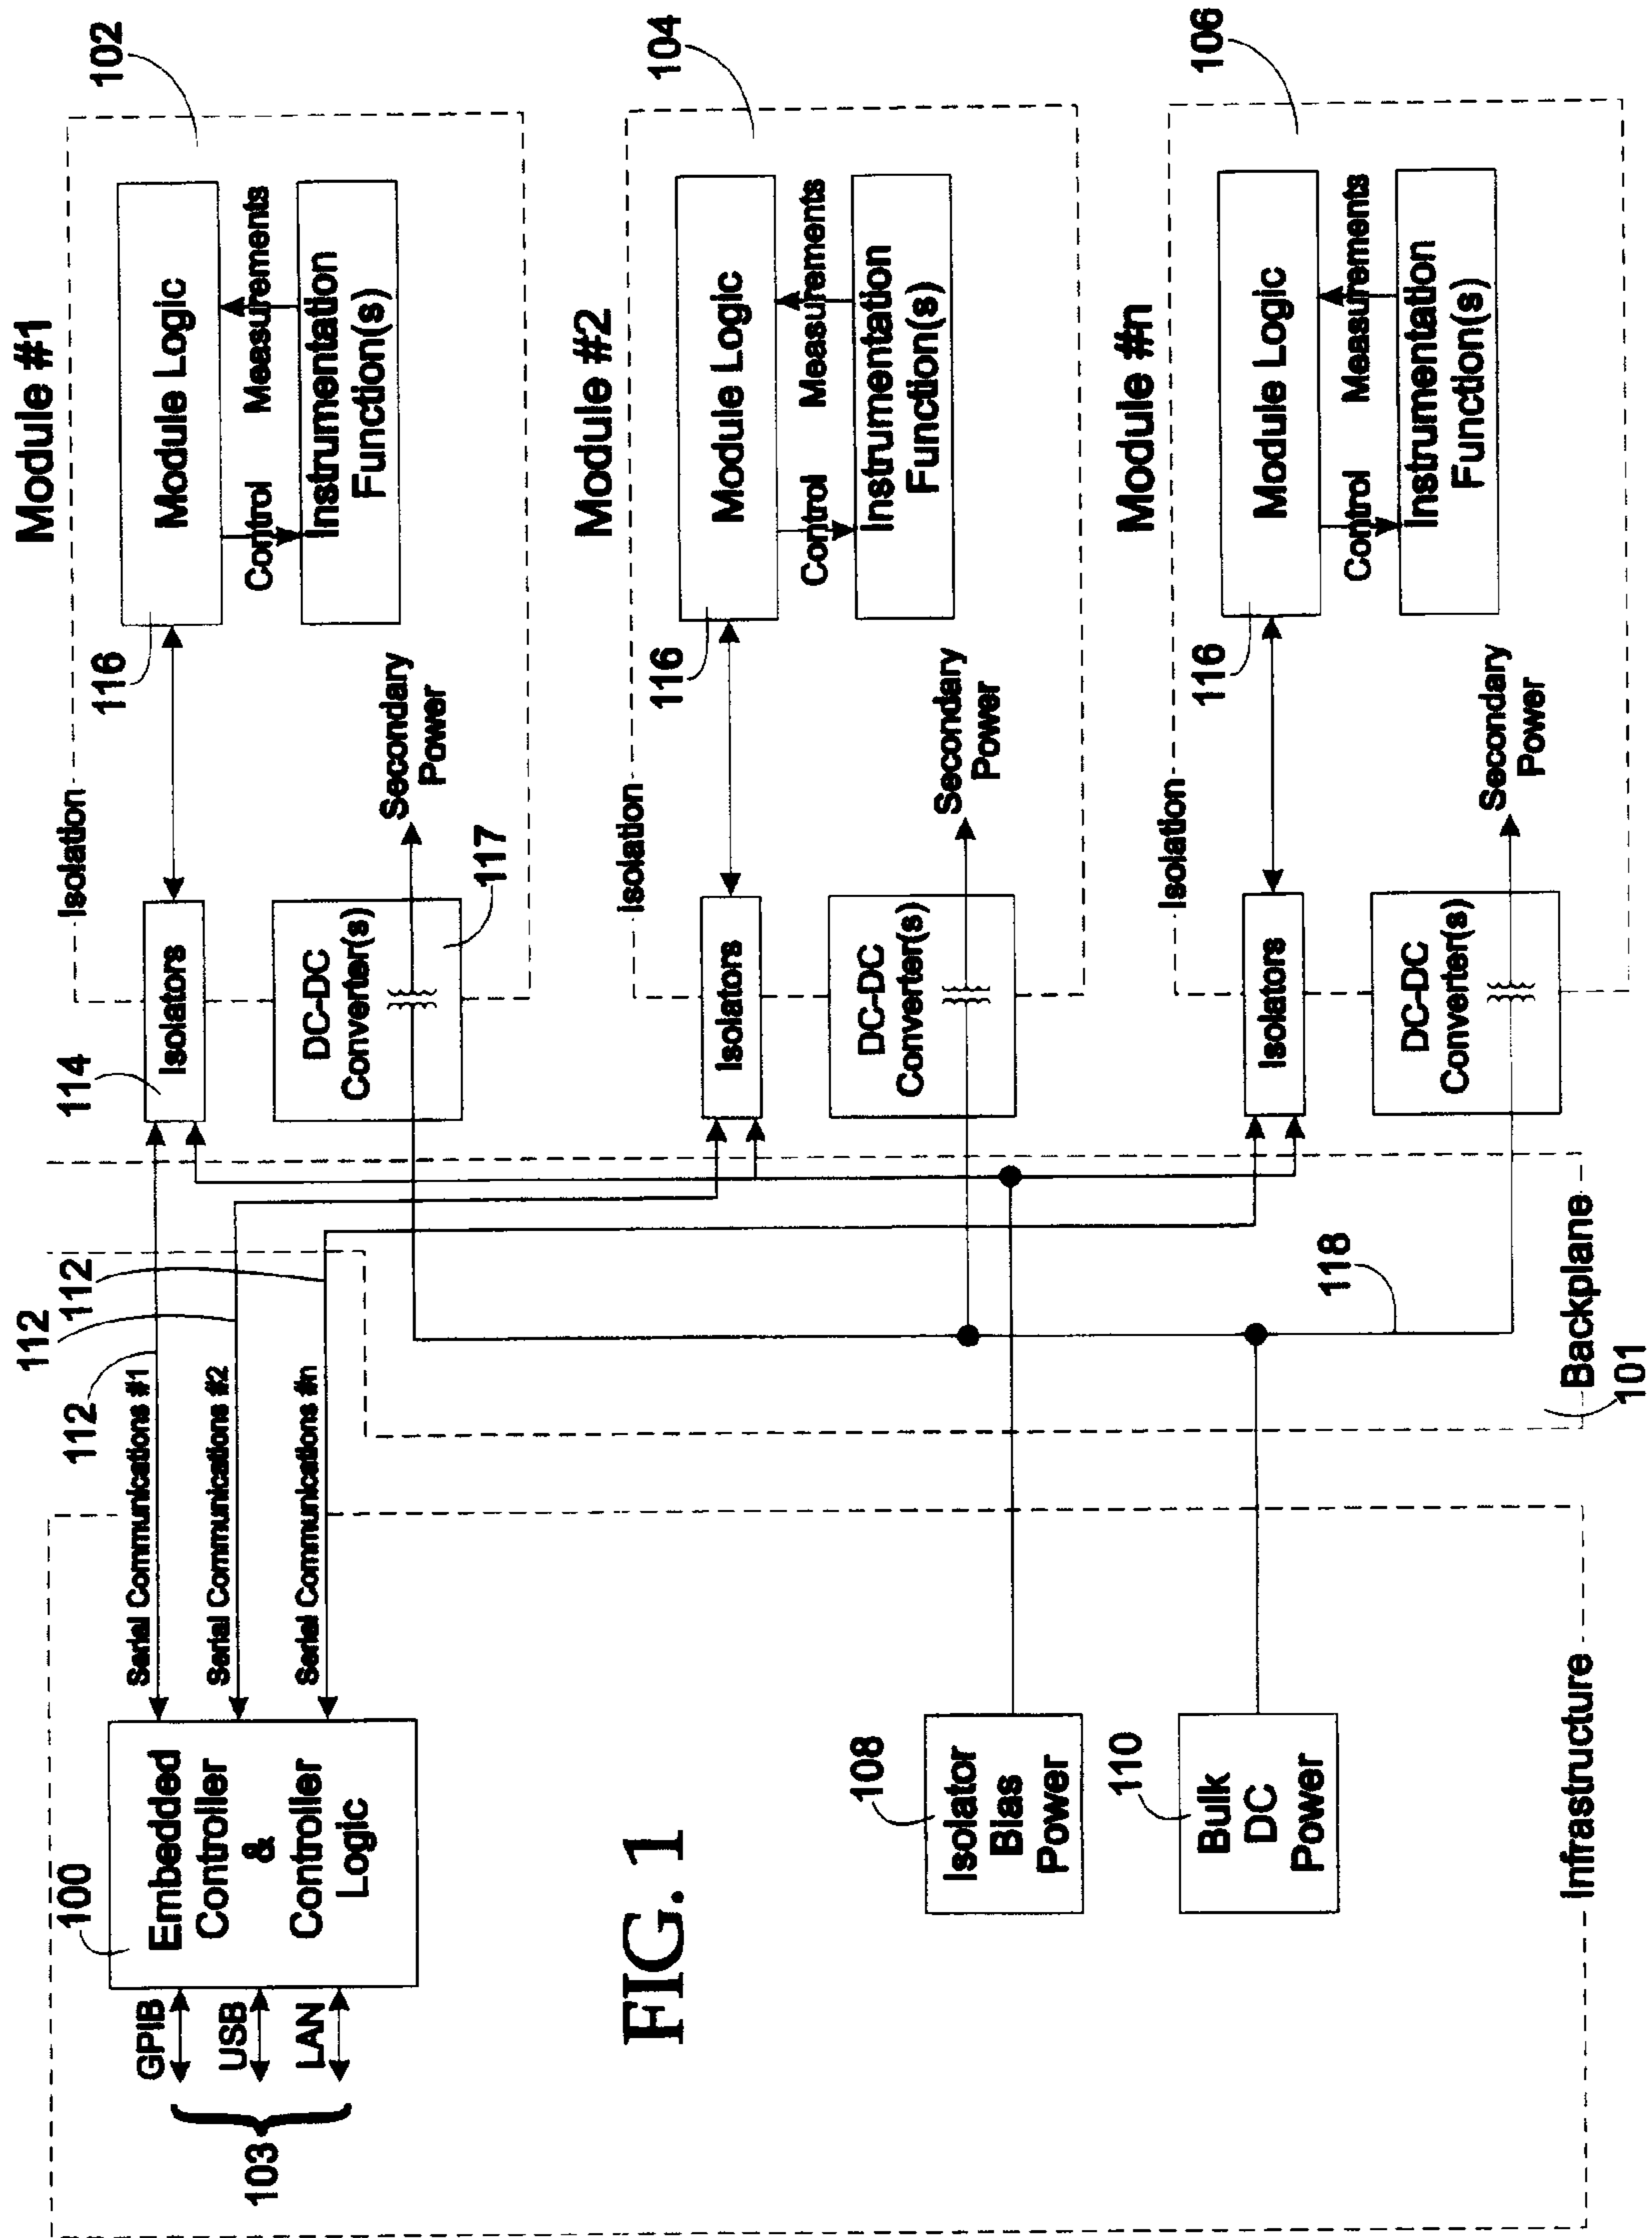 103
GPIB
USB
LAN
100
Embedded
Controller
&
Controller
Logic
Serial Communications #1
Serial Communications #2
Serial Communications #n
112
112
112
FIG. 1
108
Isolator
Bias
Power
110
Bulk
DC
Power
Infrastructure
118
Backplane
101
Module #1
102
Isolation
114
Isolators
116
Module Logic
Control
Measurements
Instrumentation
Function(s)
DC-DC
Converter(s)
117
Secondary
Power
Module #2
104
Isolation
Isolators
116
Module Logic
Control
Measurements
Instrumentation
Function(s)
DC-DC
Converter(s)
Secondary
Power
Module #n
106
Isolation
Isolators
116
Module Logic
Control
Measurements
Instrumentation
Function(s)
DC-DC
Converter(s)
Secondary
Power